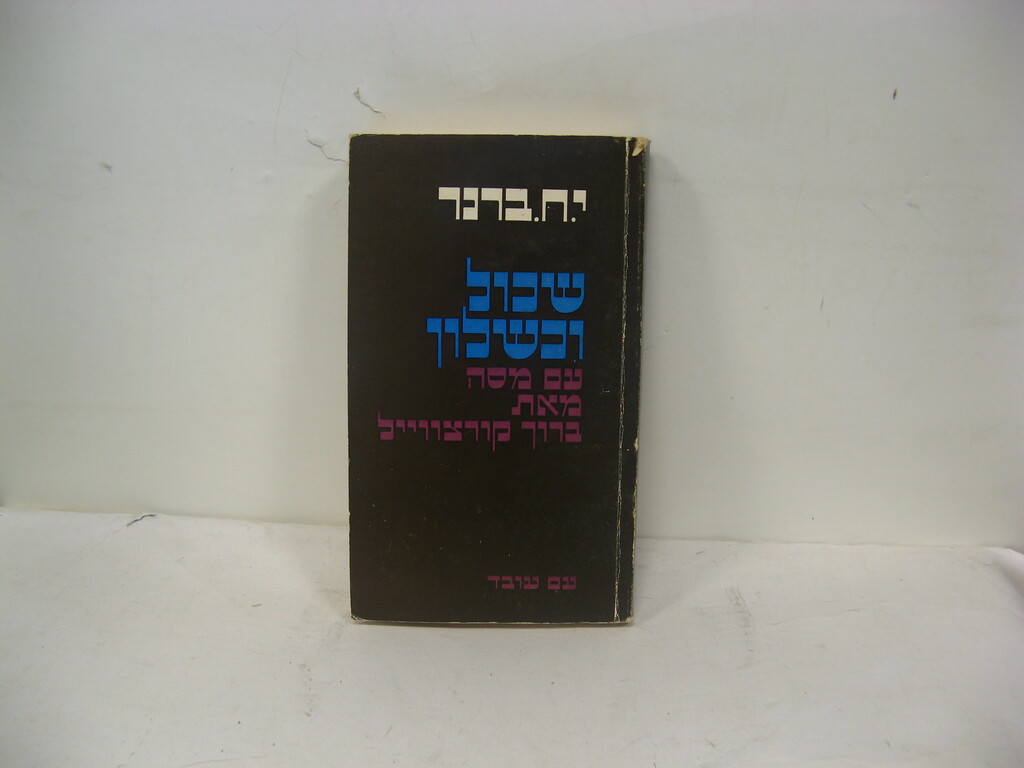 י.ח.ברנר
שכול
וכשלון
עם מסה
מאת
ברוך קורצווייל
עם עובד